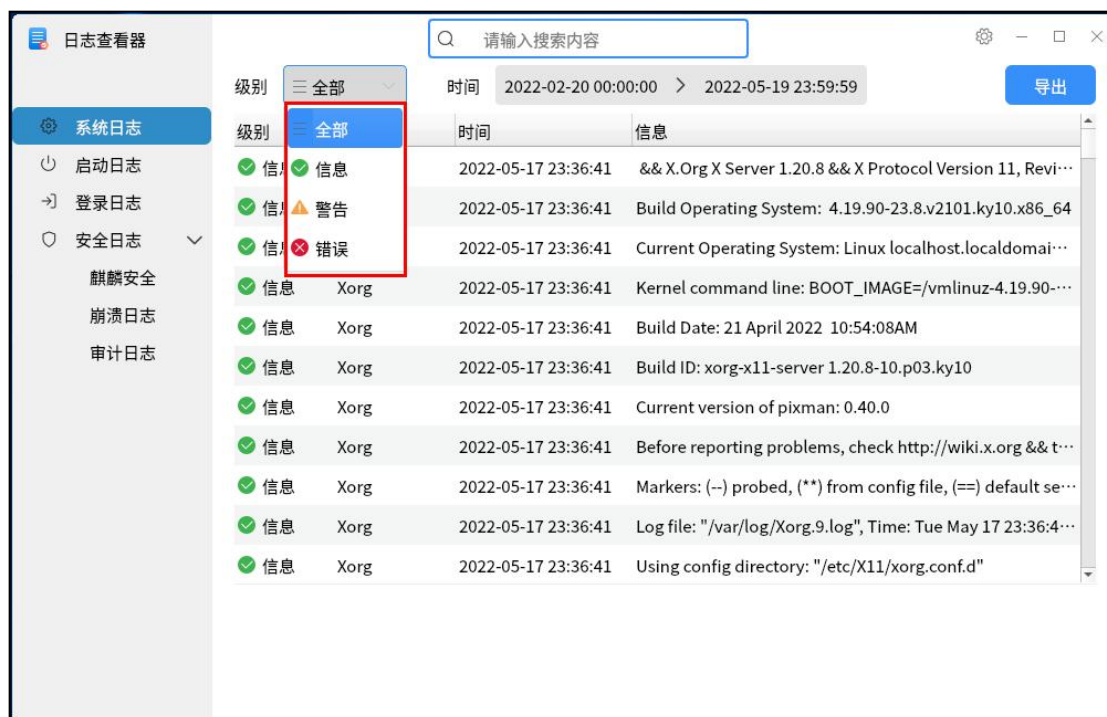 日志查看器
请输入搜索内容
级别 全部 时间 2022-02-20 00:00:00 > 2022-05-19 23:59:59 导出
系统日志
启动日志
登录日志
安全日志
麒麟安全
崩溃日志
审计日志
全部
信息
警告
错误
级别 时间 信息
信息 2022-05-17 23:36:41 && X.Org X Server 1.20.8 && X Protocol Version 11, Revi···
信息 2022-05-17 23:36:41 Build Operating System: 4.19.90-23.8.v2101.ky10.x86_64
信息 2022-05-17 23:36:41 Current Operating System: Linux localhost.localdomai···
信息 Xorg 2022-05-17 23:36:41 Kernel command line: BOOT_IMAGE=/vmlinuz-4.19.90-···
信息 Xorg 2022-05-17 23:36:41 Build Date: 21 April 2022 10:54:08AM
信息 Xorg 2022-05-17 23:36:41 Build ID: xorg-x11-server 1.20.8-10.p03.ky10
信息 Xorg 2022-05-17 23:36:41 Current version of pixman: 0.40.0
信息 Xorg 2022-05-17 23:36:41 Before reporting problems, check http://wiki.x.org && t···
信息 Xorg 2022-05-17 23:36:41 Markers: (--) probed, (**) from config file, (==) default se···
信息 Xorg 2022-05-17 23:36:41 Log file: "/var/log/Xorg.9.log", Time: Tue May 17 23:36:4···
信息 Xorg 2022-05-17 23:36:41 Using config directory: "/etc/X11/xorg.conf.d"